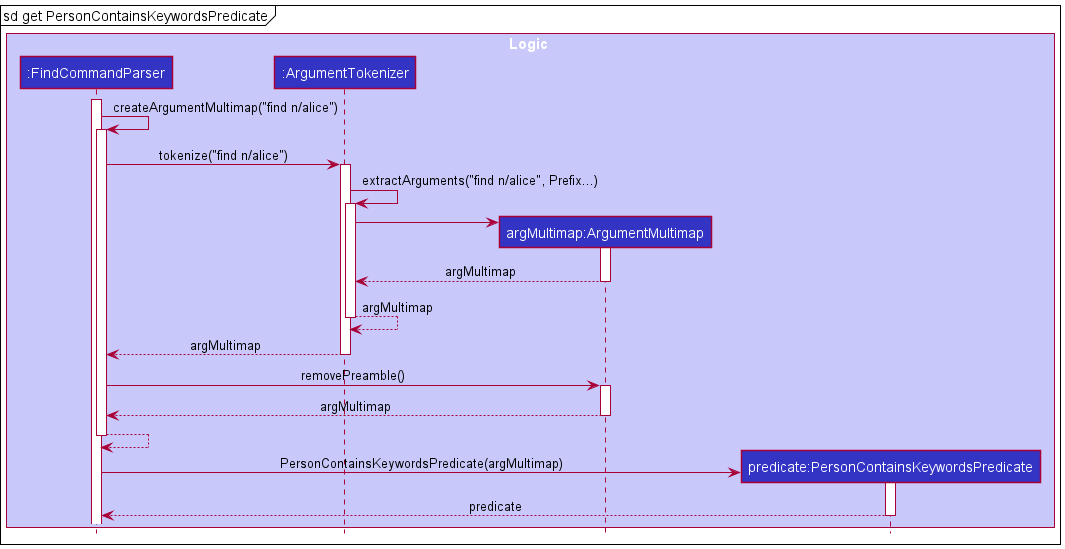 sd get PersonContainsKeywordsPredicate
Logic
:FindCommandParser
:ArgumentTokenizer
createArgumentMultimap("find n/alice")
tokenize("find n/alice")
extractArguments("find n/alice", Prefix...)
argMultimap:ArgumentMultimap
argMultimap
argMultimap
argMultimap
removePreamble()
argMultimap
PersonContainsKeywordsPredicate(argMultimap)
predicate:PersonContainsKeywordsPredicate
predicate